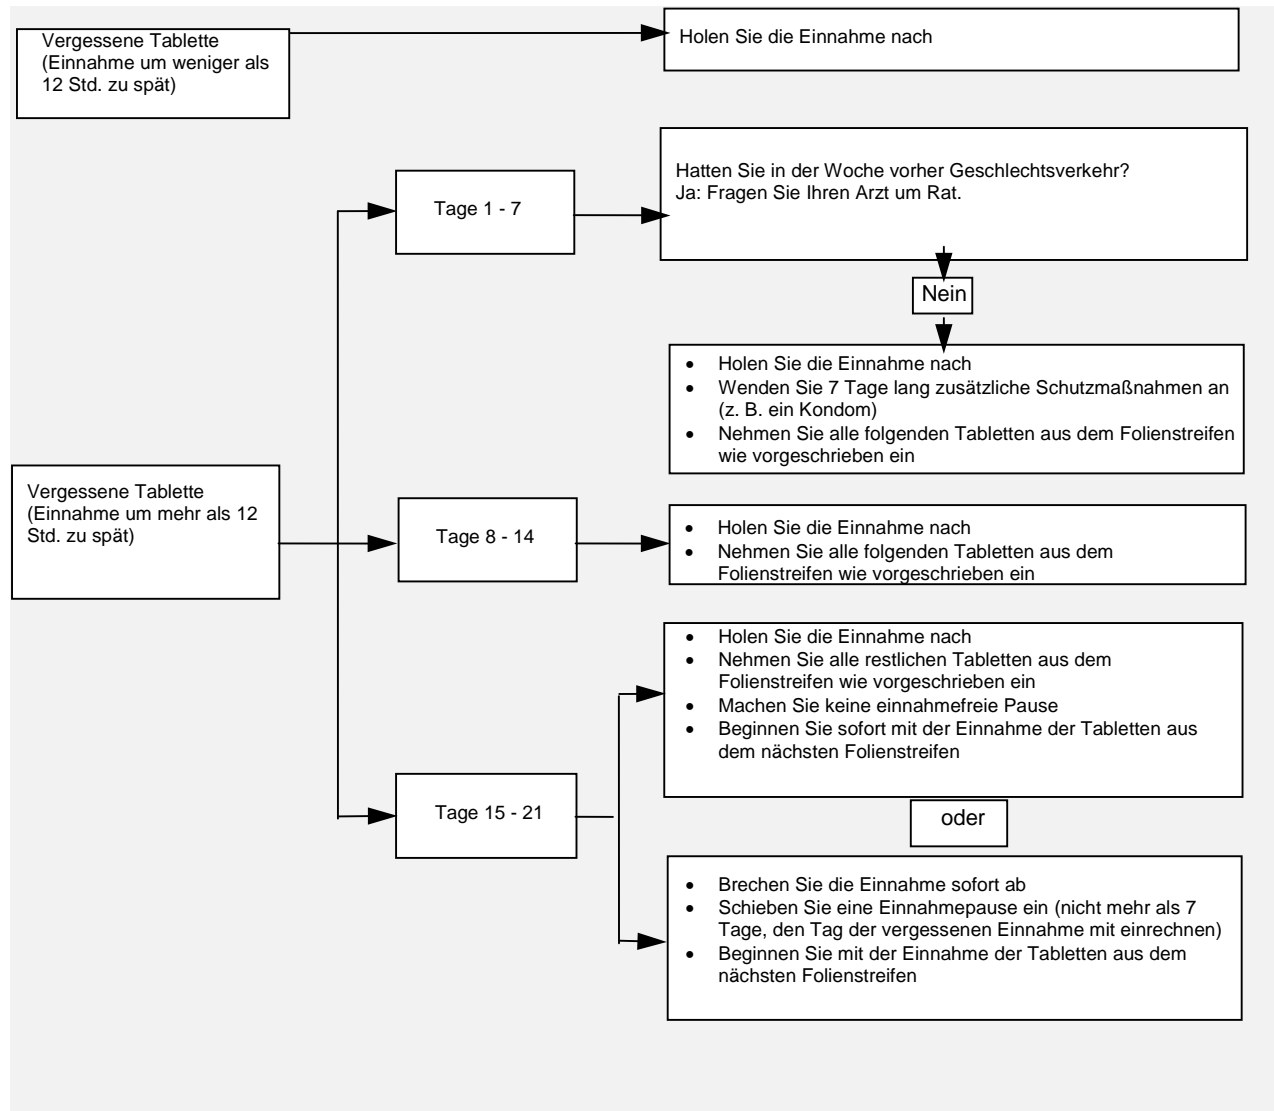 Vergessene Tablette
(Einnahme um weniger als
12 Std. zu spät)
Holen Sie die Einnahme nach
Hatten Sie in der Woche vorher Geschlechtsverkehr?
Ja: Fragen Sie Ihren Arzt um Rat.
Tage 1 - 7
Nein
• Holen Sie die Einnahme nach
• Wenden Sie 7 Tage lang zusätzliche Schutzmaßnahmen an
(z. B. ein Kondom)
• Nehmen Sie alle folgenden Tabletten aus dem Folienstreifen
wie vorgeschrieben ein
Vergessene Tablette
(Einnahme um mehr als 12
Std. zu spät)
Tage 8 - 14
• Holen Sie die Einnahme nach
• Nehmen Sie alle folgenden Tabletten aus dem
Folienstreifen wie vorgeschrieben ein
• Holen Sie die Einnahme nach
• Nehmen Sie alle restlichen Tabletten aus dem
Folienstreifen wie vorgeschrieben ein
• Machen Sie keine einnahmefreie Pause
• Beginnen Sie sofort mit der Einnahme der Tabletten aus
dem nächsten Folienstreifen
Tage 15 - 21
oder
• Brechen Sie die Einnahme sofort ab
• Schieben Sie eine Einnahmepause ein (nicht mehr als 7
Tage, den Tag der vergessenen Einnahme mit einrechnen)
• Beginnen Sie mit der Einnahme der Tabletten aus dem
nächsten Folienstreifen